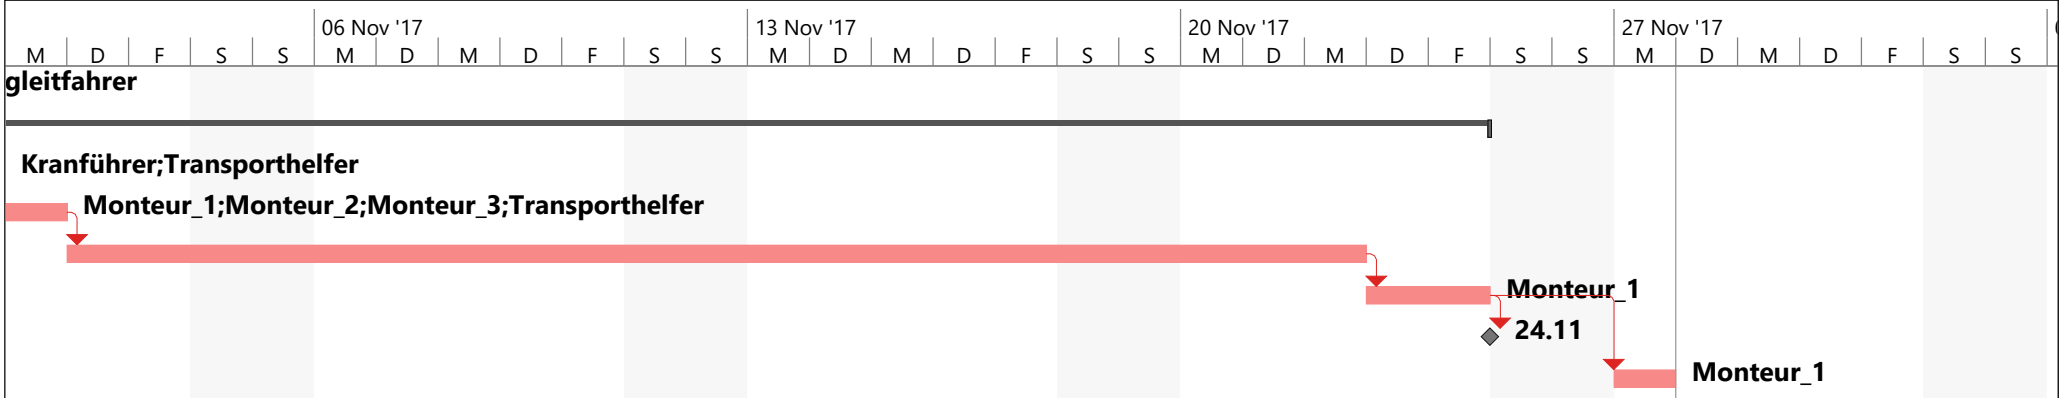 06 Nov '17 13 Nov '17 20 Nov '17 27 Nov '17
M D F S S M D M D F S S M D M D F S S M D M D F S S M D M D F S S
gleitfahrer
Kranführer;Transporthelfer
Monteur_1;Monteur_2;Monteur_3;Transporthelfer
Monteur_1
24.11
Monteur_1